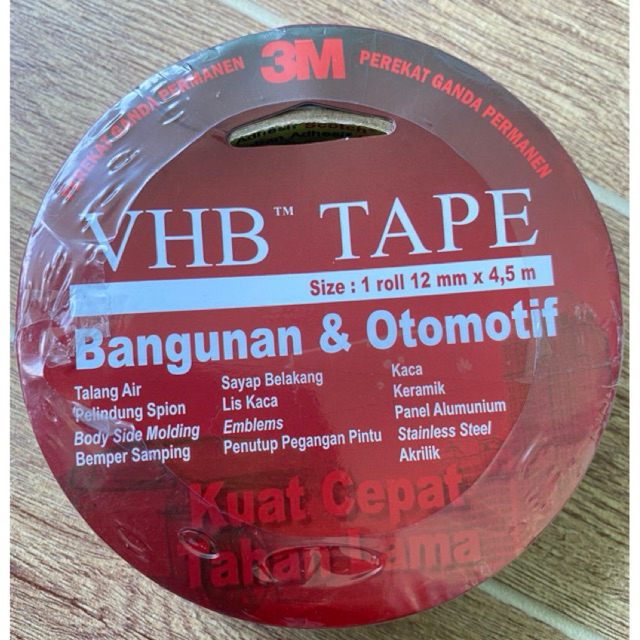 3M
PEREKAT GANDA PERMANEN
PEREKAT GANDA PERMANEN
VHB™ TAPE
Size : 1 roll 12 mm x 4,5 m
Bangunan & Otomotif
Talang Air
Pelindung Spion
Body Side Molding
Bemper Samping
Sayap Belakang
Lis Kaca
Emblems
Penutup Pegangan Pintu
Kaca
Keramik
Panel Alumunium
Stainless Steel
Akrilik
Kuat Cepat
Tahan Lama